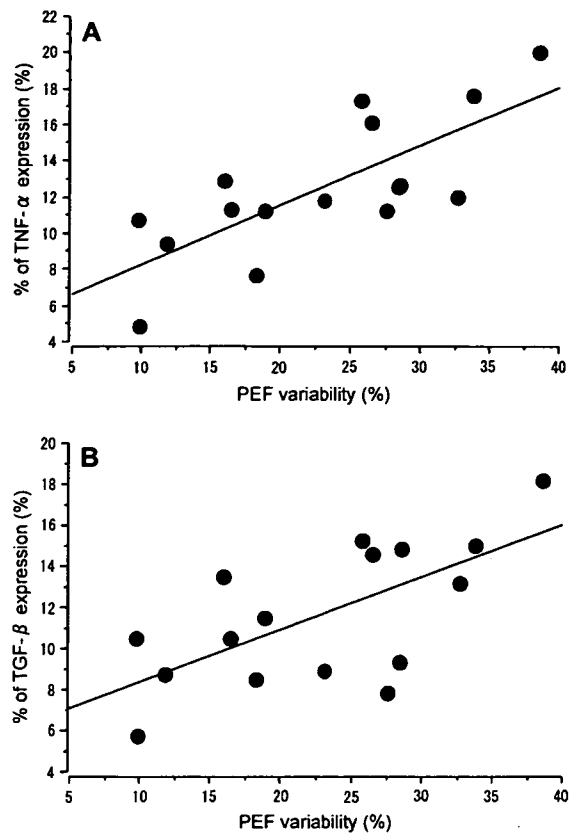 A
% of TNF-α expression (%)
22
20
18
16
14
12
10
8
6
4
5 10 15 20 25 30 35 40
PEF variability (%)
B
% of TGF-β expression (%)
20
18
16
14
12
10
8
6
4
5 10 15 20 25 30 35 40
PEF variability (%)